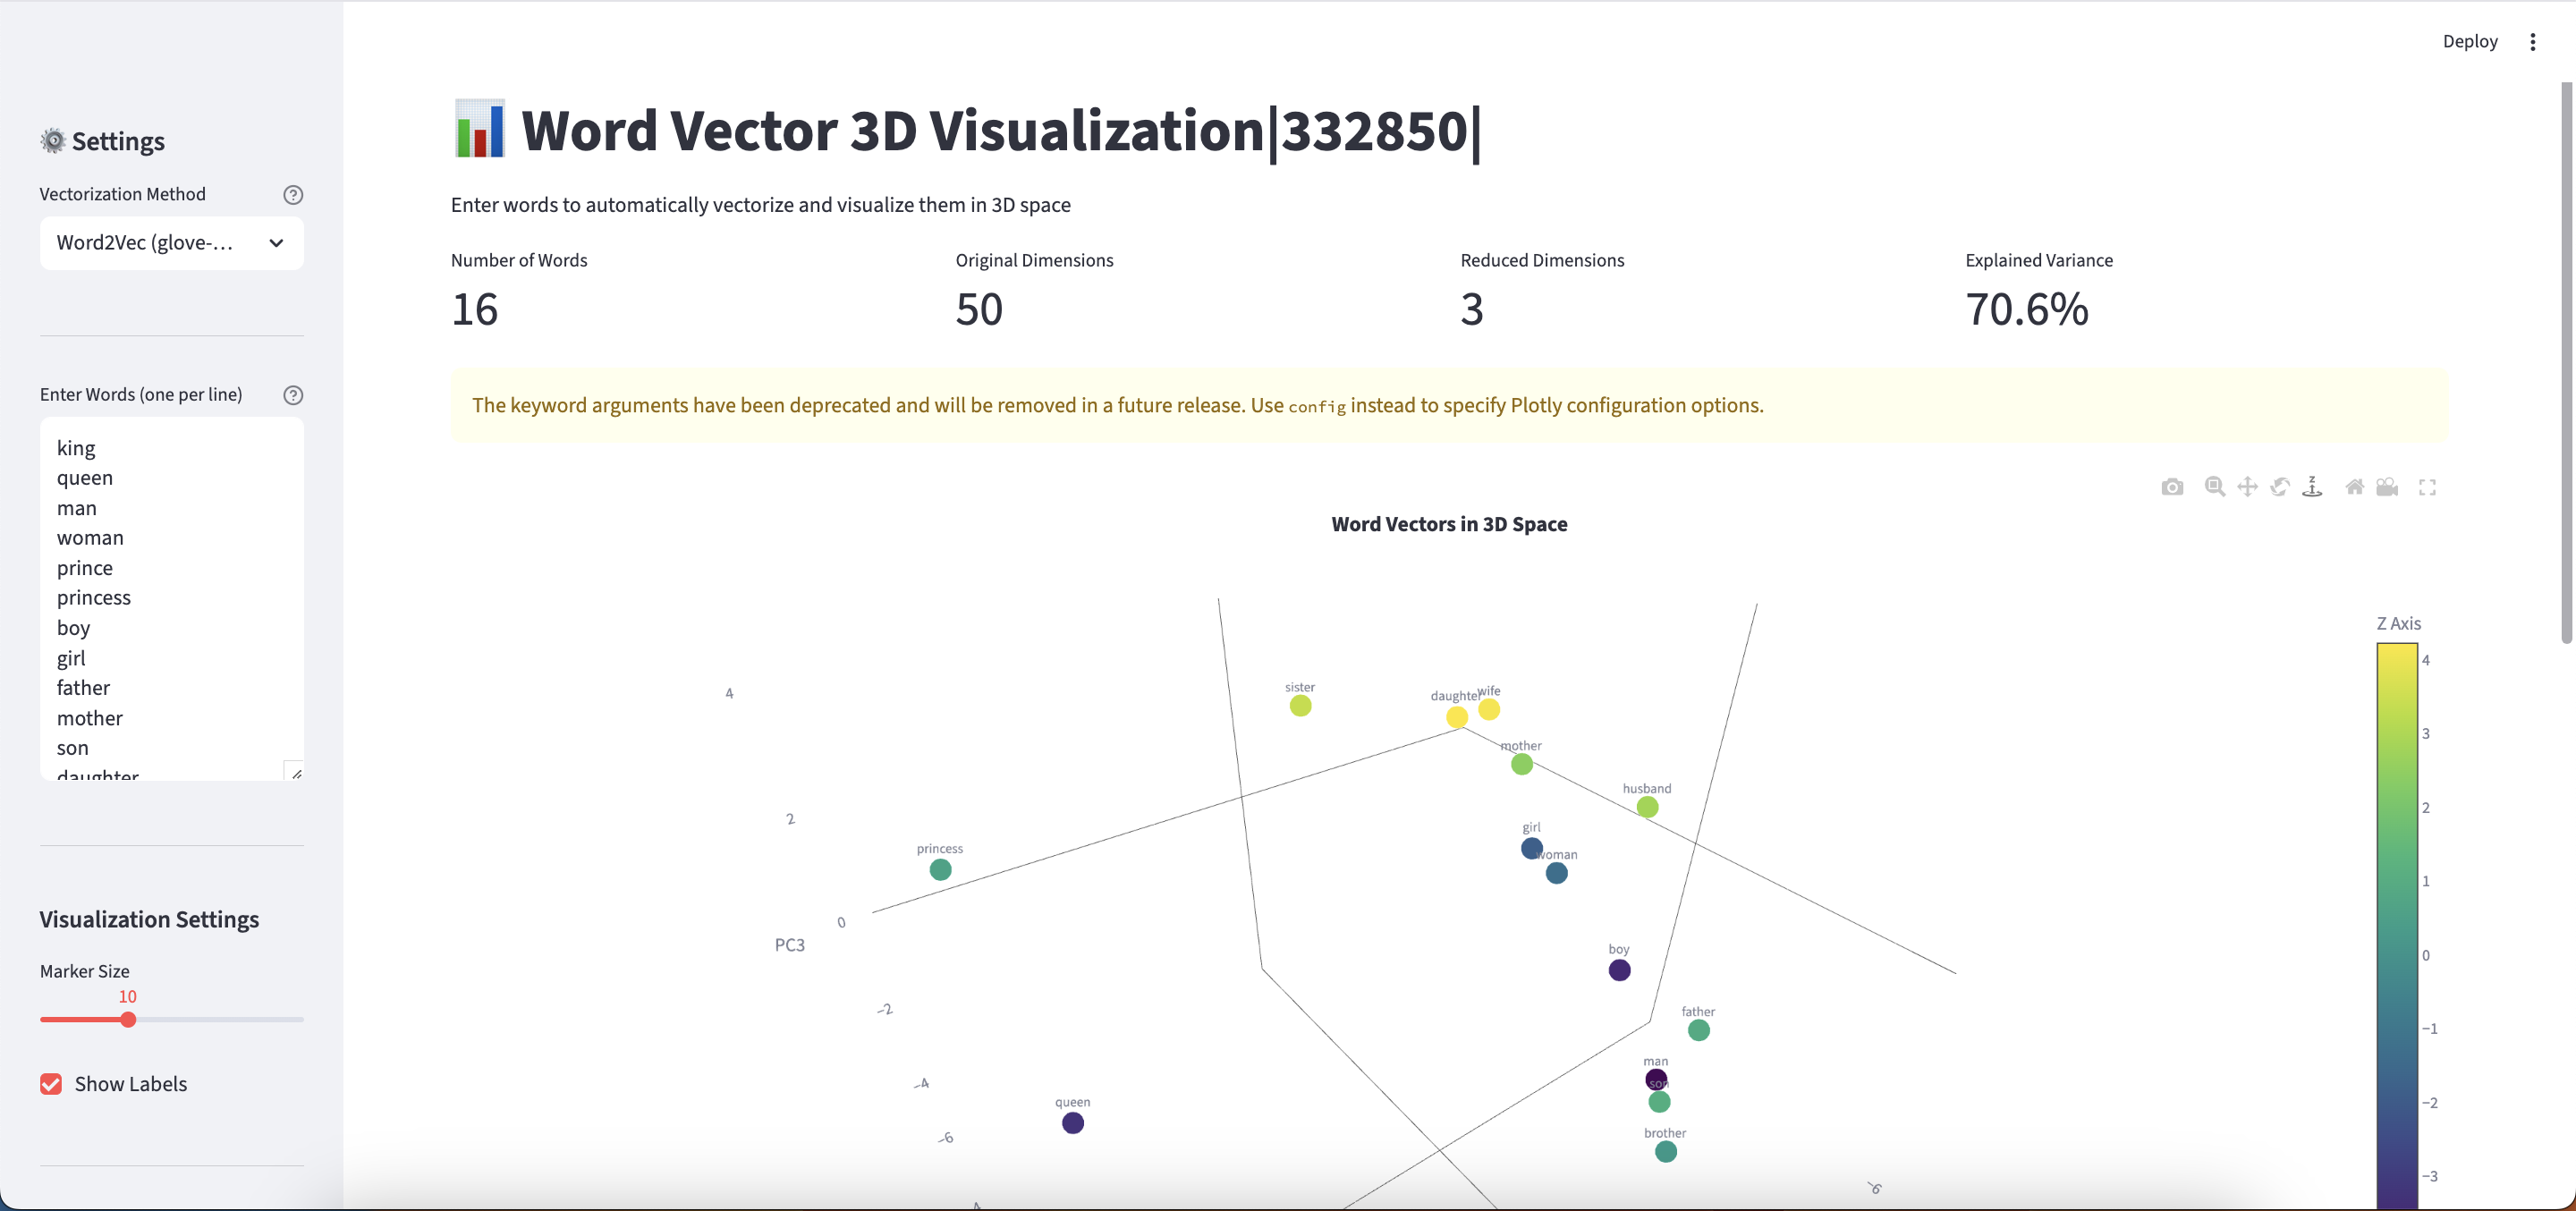 Deploy
Settings
Vectorization Method
Word2Vec (glove-...
Enter Words (one per line)
king
queen
man
woman
prince
princess
boy
girl
father
mother
son
daughter
Visualization Settings
Marker Size
10
Show Labels
Word Vector 3D Visualization|332850|
Enter words to automatically vectorize and visualize them in 3D space
Number of Words
16
Original Dimensions
50
Reduced Dimensions
3
Explained Variance
70.6%
The keyword arguments have been deprecated and will be removed in a future release. Use config instead to specify Plotly configuration options.
Z
Word Vectors in 3D Space
Z Axis
4
3
2
1
0
−1
−2
−3
sister
daughter
wife
mother
husband
girl
woman
princess
boy
father
man
son
brother
queen
4
2
0
PC3
−2
−4
−6
−6